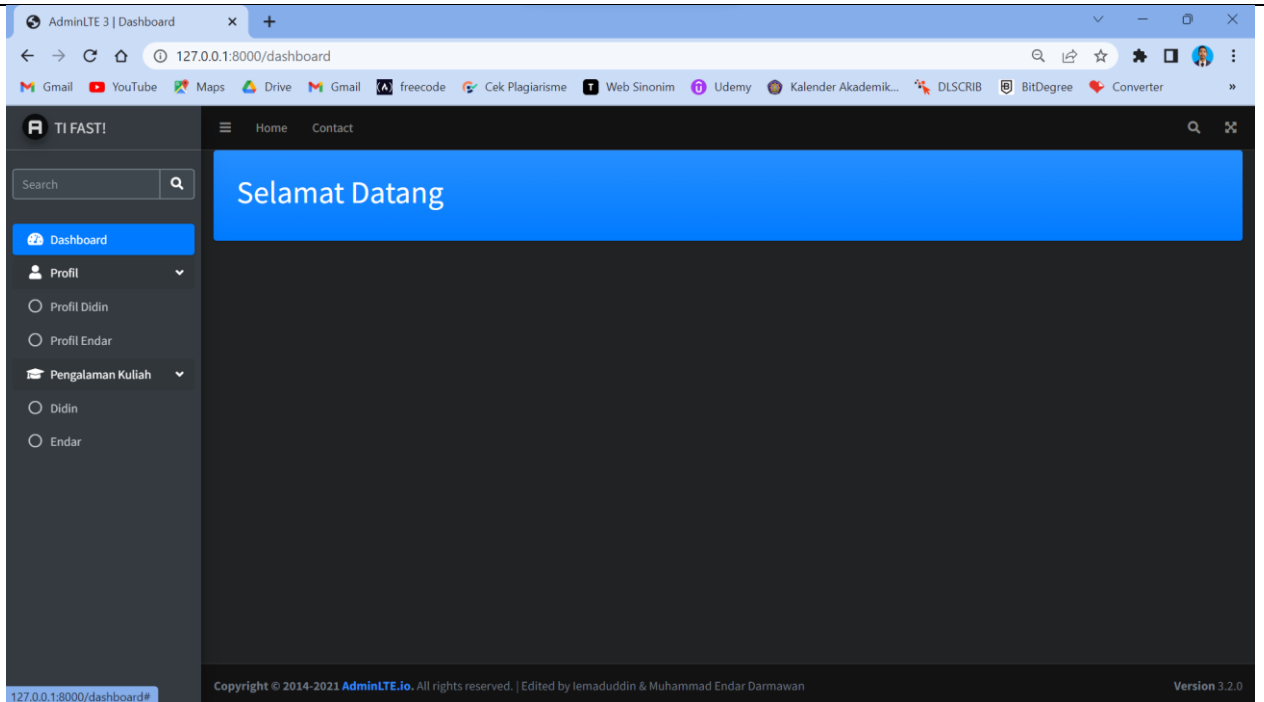 AdminLTE 3 | Dashboard
127.0.0.1:8000/dashboard
Gmail YouTube Maps Drive Gmail freecode Cek Plagiarisme Web Sinonim Udemy Kalender Akademik... DLSCRIB BitDegree Converter »
TI FAST! Home Contact
Search
Selamat Datang
Dashboard
Profil
Profil Didin
Profil Endar
Pengalaman Kuliah
Didin
Endar
Copyright © 2014-2021 AdminLTE.io. All rights reserved. | Edited by Iemaduddin & Muhammad Endar Darmawan Version 3.2.0
127.0.0.1:8000/dashboard#